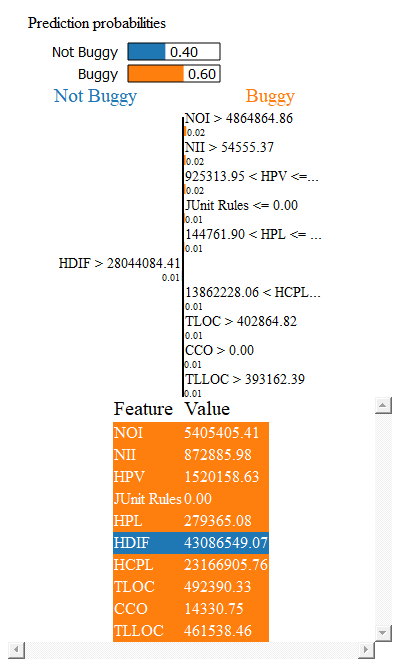 Prediction probabilities
Not Buggy 0.40
Buggy 0.60
Not Buggy Buggy
NOI > 4864864.86
0.02
NII > 54555.37
0.02
925313.95 < HPV <=...
0.02
JUnit Rules <= 0.00
0.01
144761.90 < HPL <= ...
0.01
HDIF > 28044084.41
0.01
13862228.06 < HCPL...
0.01
TLOC > 402864.82
0.01
CCO > 0.00
0.01
TLLOC > 393162.39
0.01
Feature Value
NOI 5405405.41
NII 872885.98
HPV 1520158.63
JUnit Rules 0.00
HPL 279365.08
HDIF 43086549.07
HCPL 23166905.76
TLOC 492390.33
CCO 14330.75
TLLOC 461538.46